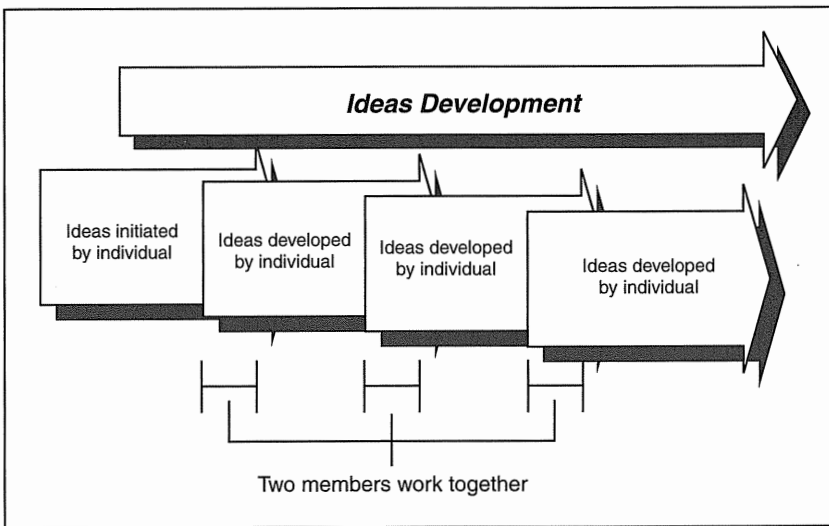 Ideas Development
Ideas initiated
by individual
Ideas developed
by individual
Ideas developed
by individual
Ideas developed
by individual
Two members work together